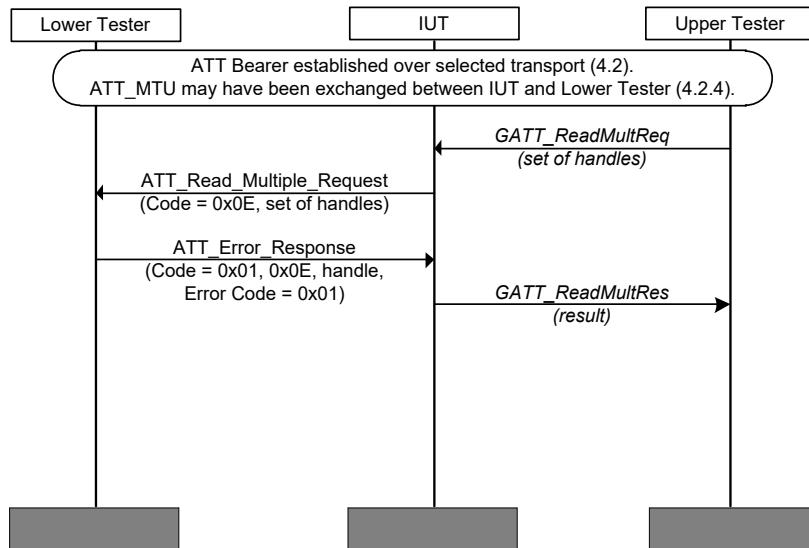 Lower Tester
IUT
Upper Tester
ATT Bearer established over selected transport (4.2).
ATT_MTU may have been exchanged between IUT and Lower Tester (4.2.4).
GATT_ReadMultReq
(set of handles)
ATT_Read_Multiple_Request
(Code = 0x0E, set of handles)
ATT_Error_Response
(Code = 0x01, 0x0E, handle,
Error Code = 0x01)
GATT_ReadMultRes
(result)